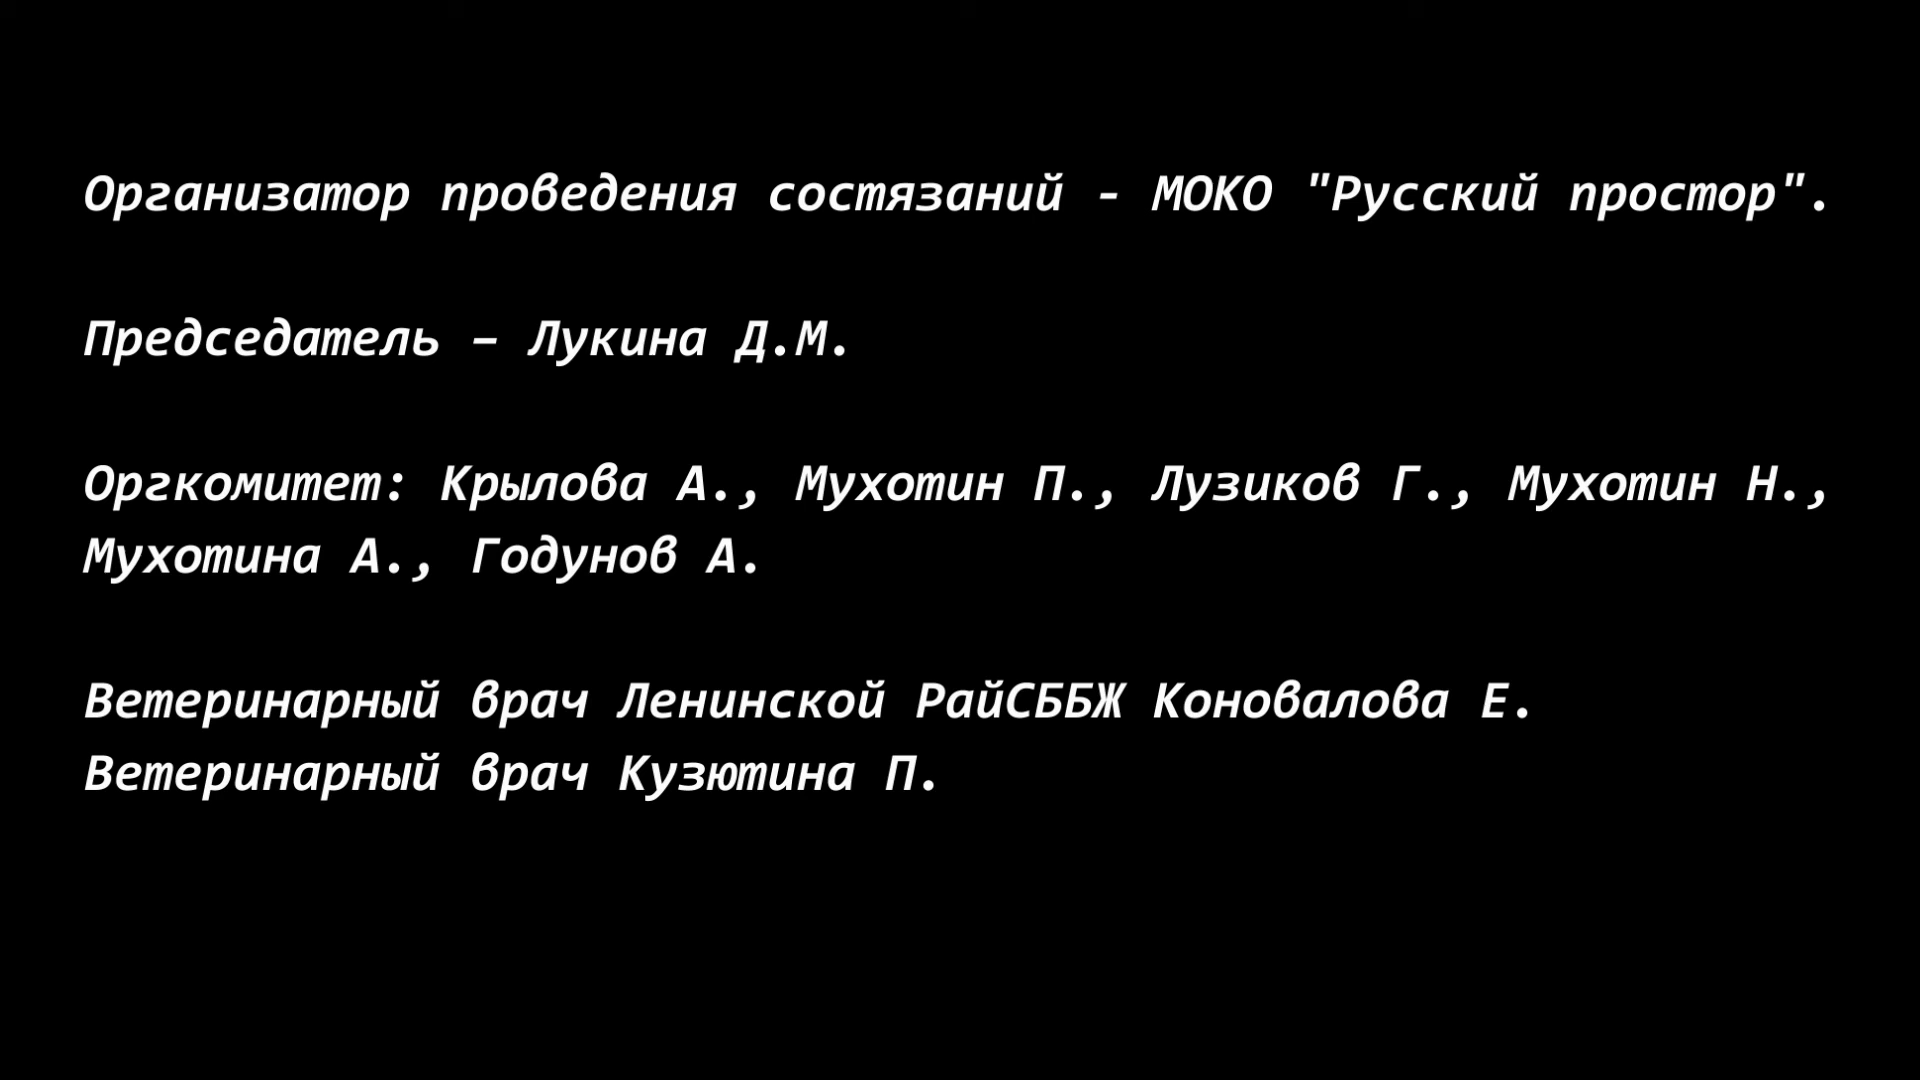 Организатор проведения состязаний - МОКО "Русский простор".
Председатель – Лукина Д.М.
Оргкомитет: Крылова А., Мухотин П., Лузиков Г., Мухотин Н.,
Мухотина А., Годунов А.
Ветеринарный врач Ленинской РайСББЖ Коновалова Е.
Ветеринарный врач Кузютина П.